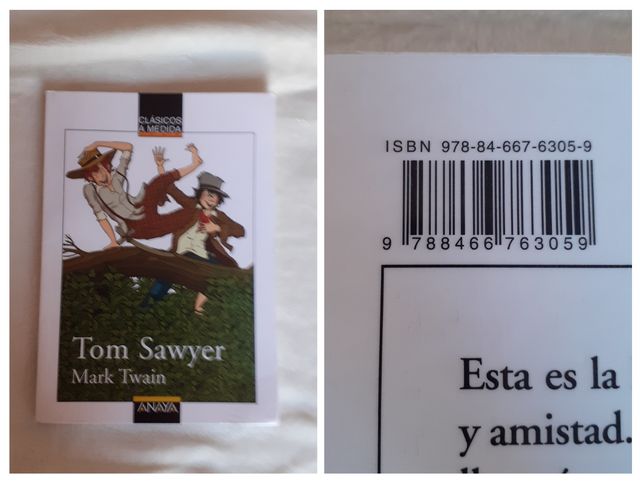 CLÁSICOS
A MEDIDA
Tom Sawyer
Mark Twain
ANAYA
ISBN 978-84-667-6305-9
9 788466 763059
Esta es la
y amistad.